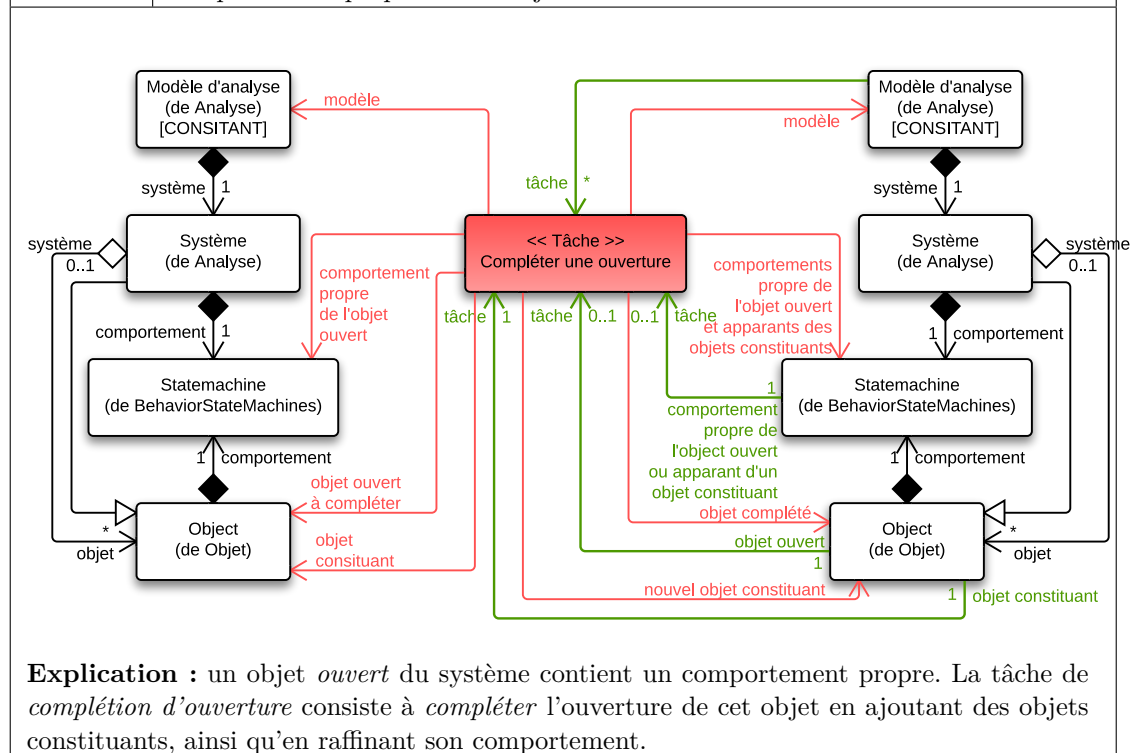 Modèle d'analyse
(de Analyse)
[CONSITANT]
modèle
modèle
Modèle d'analyse
(de Analyse)
[CONSITANT]
système 1
tâche *
système 1
système
0..1
Système
(de Analyse)
<< Tâche >>
Compléter une ouverture
Système
(de Analyse)
système
0..1
comportement
propre
de l'objet
ouvert
comportements
propre de
l'objet ouvert
et apparants des
objets constituants
comportement 1
tâche 1
tâche 0..1
0..1 tâche
1 comportement
Statemachine
(de BehaviorStateMachines)
1
comportement
propre de
l'object ouvert
ou apparant d'un
objet constituant
Statemachine
(de BehaviorStateMachines)
1 comportement
1 comportement
objet ouvert
à compléter
objet complété
*
objet
Object
(de Objet)
objet
consituant
objet ouvert
1
Object
(de Objet)
*
objet
nouvel objet constituant
1 objet constituant
Explication : un objet ouvert du système contient un comportement propre. La tâche de
complétion d'ouverture consiste à compléter l'ouverture de cet objet en ajoutant des objets
constituants, ainsi qu'en raffinant son comportement.